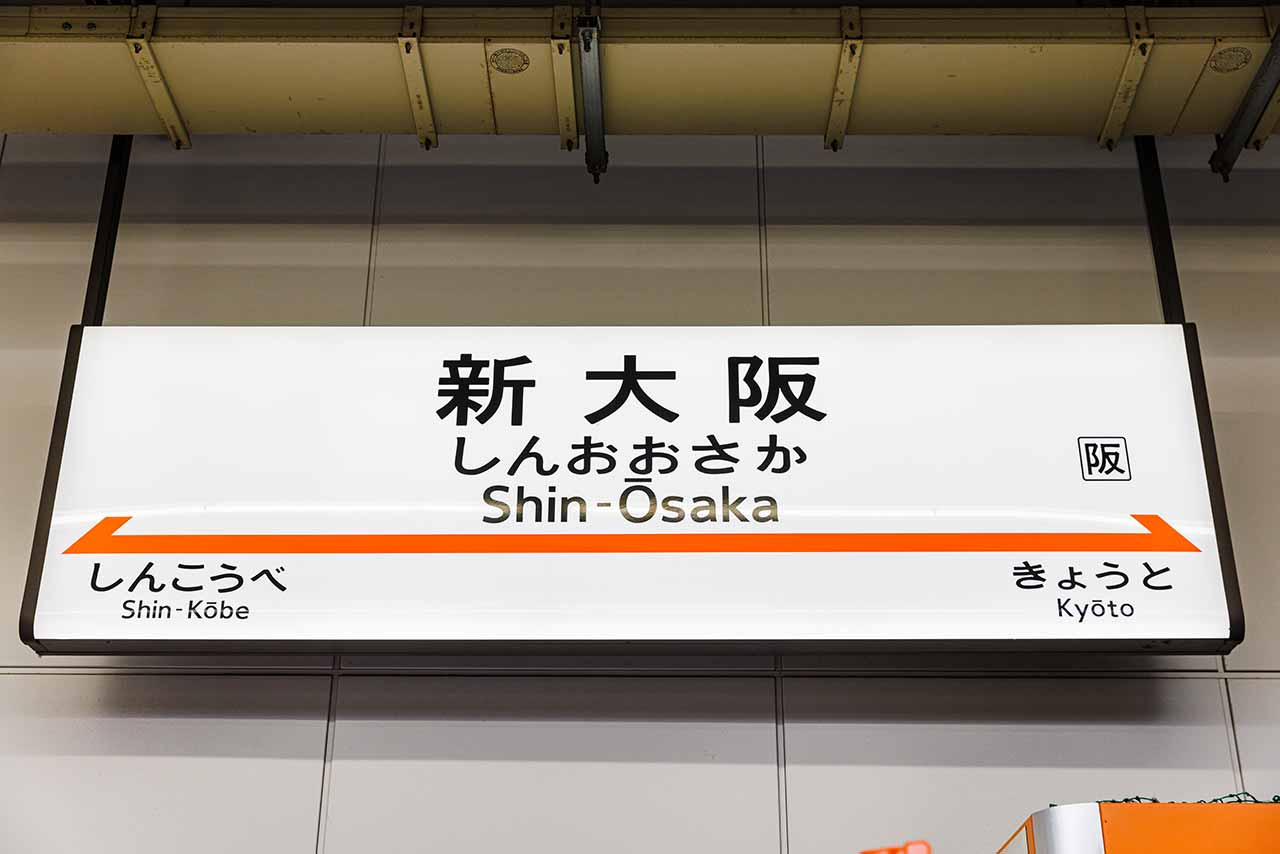 新大阪
しんおおさか
Shin-Ōsaka
阪
しんこうべ
Shin-Kōbe
きょうと
Kyōto